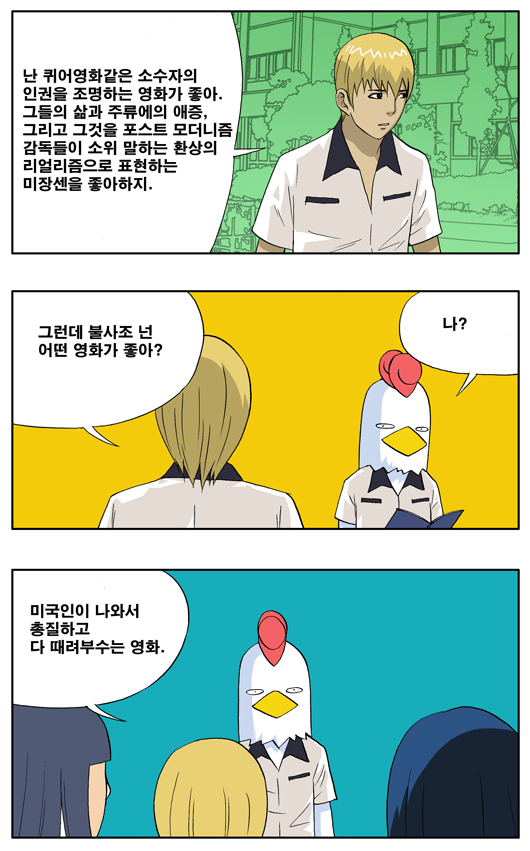 난 퀴어영화같은 소수자의
인권을 조명하는 영화가 좋아.
그들의 삶과 주류에의 애증,
그리고 그것을 포스트 모더니즘
감독들이 소위 말하는 환상의
리얼리즘으로 표현하는
미장센을 좋아하지.
그런데 불사조 넌
어떤 영화가 좋아?
나?
미국인이 나와서
총질하고
다 때려부수는 영화.